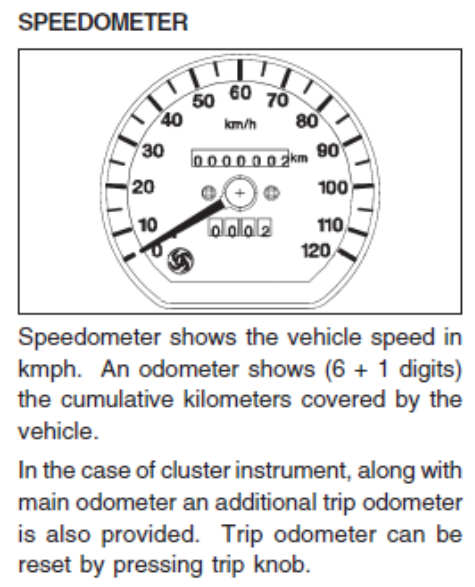 SPEEDOMETER
60
50 70
40 80
km/h
30 90
0000002 km
20 100
0002
10 110
0 120
Speedometer shows the vehicle speed in
kmph. An odometer shows (6 + 1 digits)
the cumulative kilometers covered by the
vehicle.
In the case of cluster instrument, along with
main odometer an additional trip odometer
is also provided. Trip odometer can be
reset by pressing trip knob.